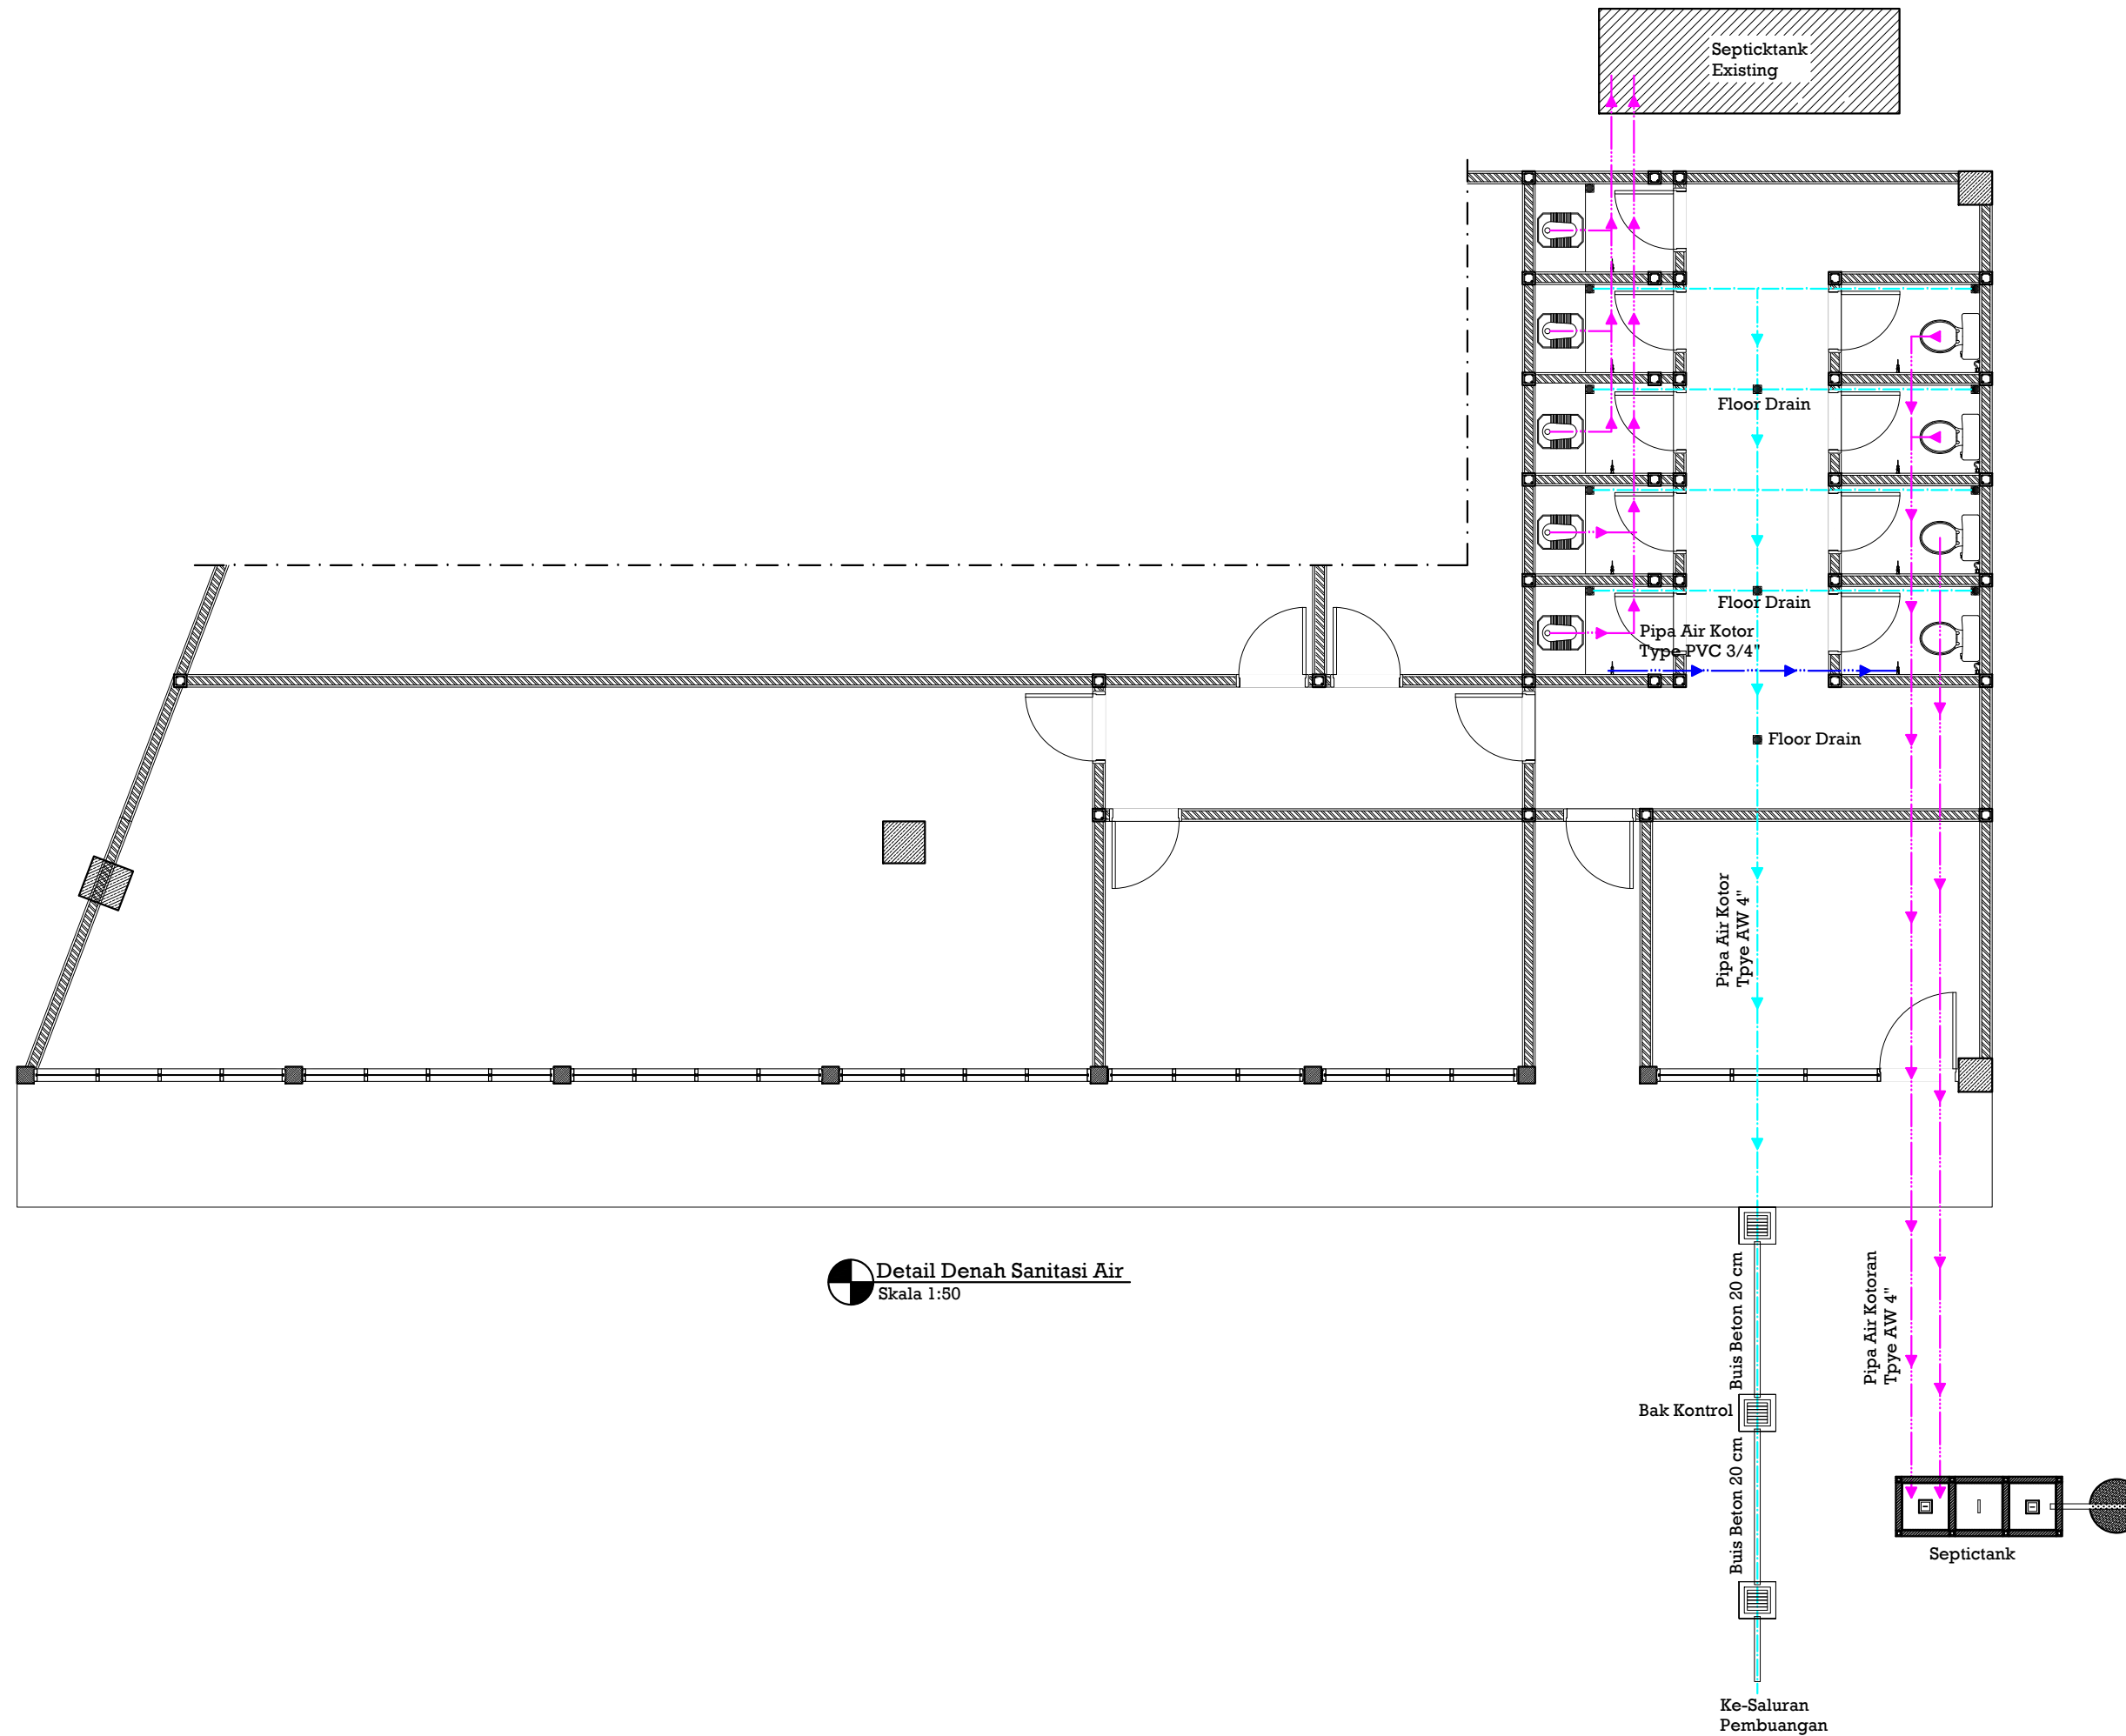 Septicktank
Existing
Floor Drain
Floor Drain
Pipa Air Kotor
Type PVC 3/4"
Floor Drain
Pipa Air Kotor
Tpye AW 4"
Detail Denah Sanitasi Air
Skala 1:50
Buis Beton 20 cm
Pipa Air Kotoran
Tpye AW 4"
Bak Kontrol
Buis Beton 20 cm
Septictank
Ke-Saluran
Pembuangan